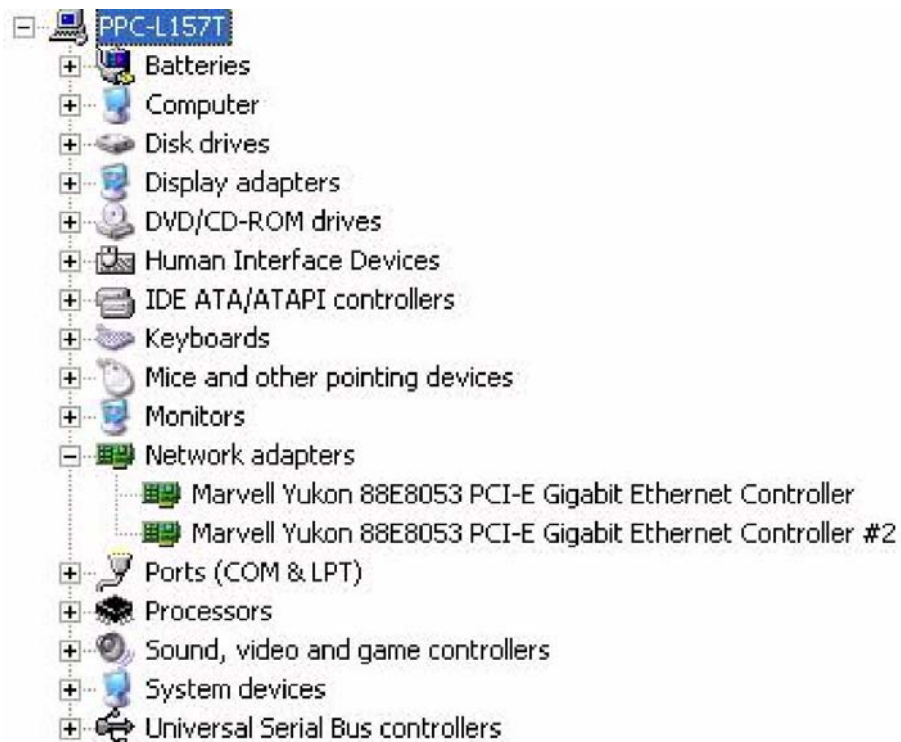 PPC-L157T
Batteries
Computer
Disk drives
Display adapters
DVD/CD-ROM drives
Human Interface Devices
IDE ATA/ATAPI controllers
Keyboards
Mice and other pointing devices
Monitors
Network adapters
Marvell Yukon 88E8053 PCI-E Gigabit Ethernet Controller
Marvell Yukon 88E8053 PCI-E Gigabit Ethernet Controller #2
Ports (COM & LPT)
Processors
Sound, video and game controllers
System devices
Universal Serial Bus controllers